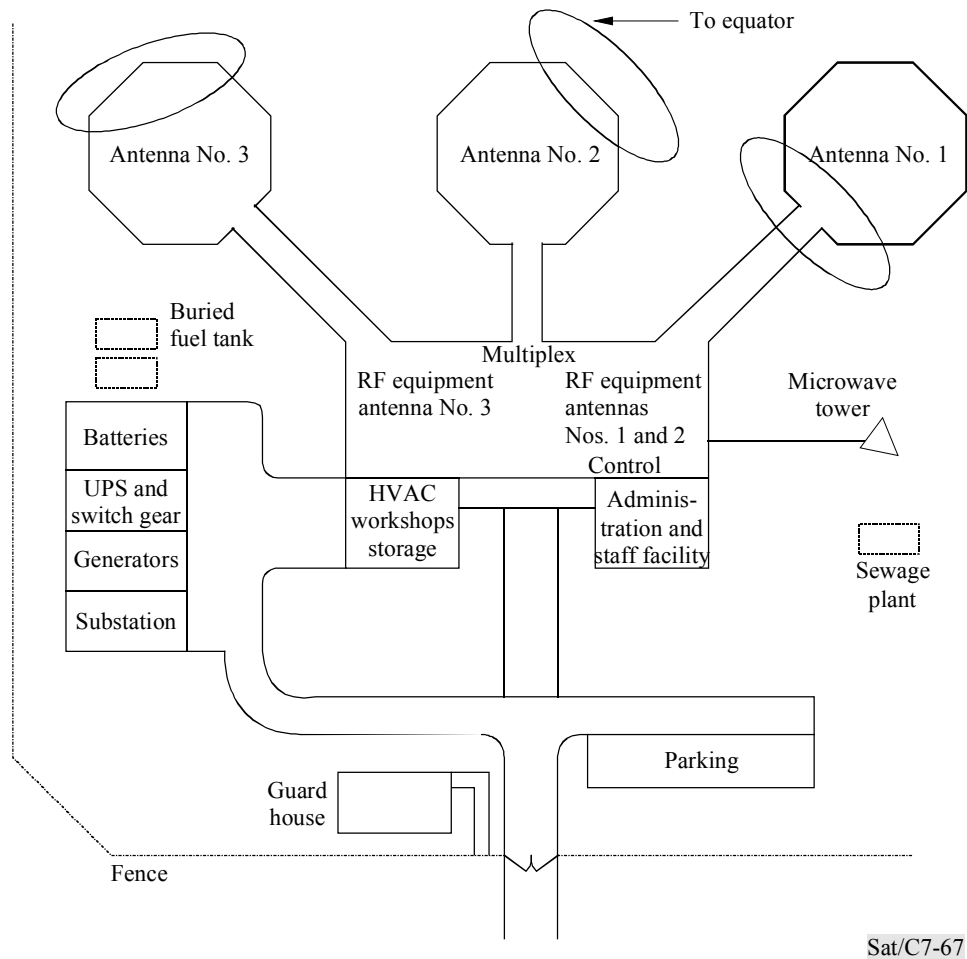 To equator
Antenna No. 3
Antenna No. 2
Antenna No. 1
Buried
fuel tank
Multiplex
RF equipment
antenna No. 3
RF equipment
antennas
Nos. 1 and 2
Microwave
tower
Batteries
Control
UPS and
switch gear
HVAC
workshops
storage
Adminis-
tration and
staff facility
Generators
Sewage
plant
Substation
Parking
Guard
house
Fence
Sat/C7-67